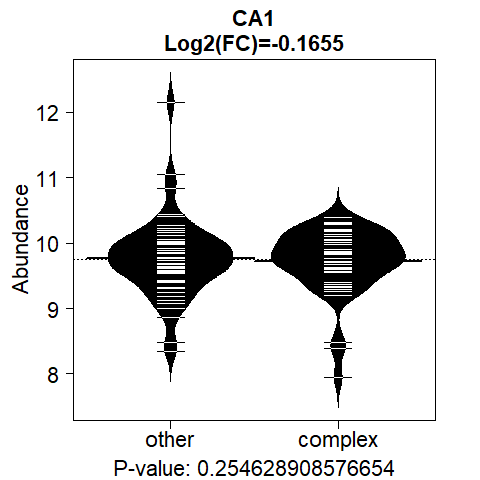 CA1
Log2(FC)=-0.1655
Abundance
12
11
10
9
8
other complex
P-value: 0.254628908576654